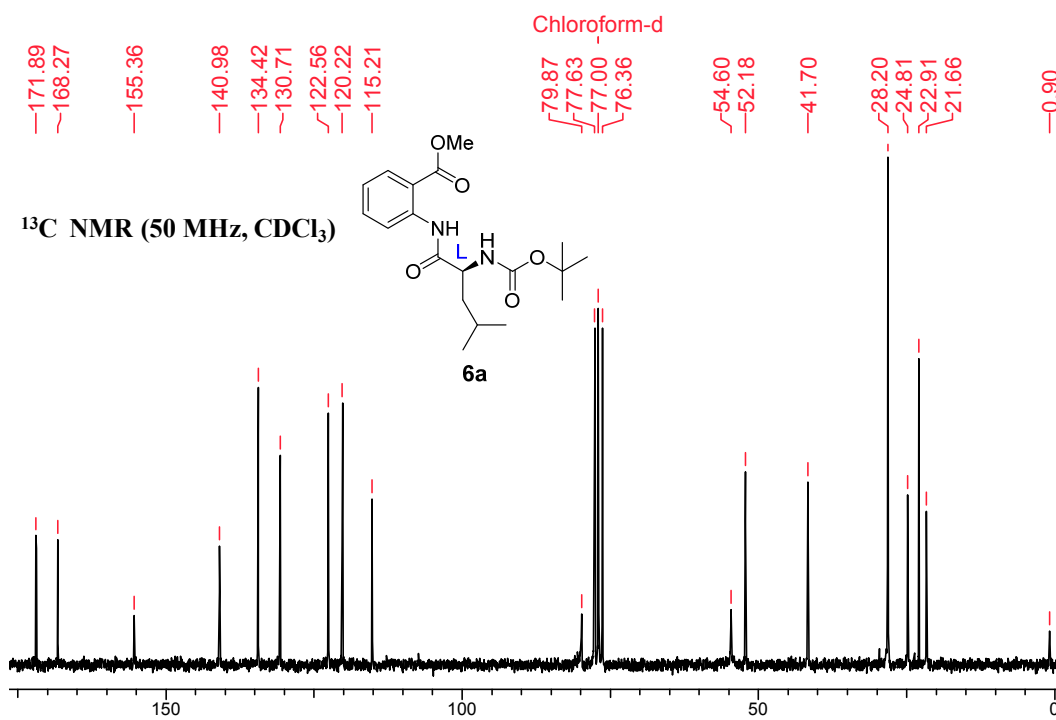 Chloroform-d
171.89
168.27
155.36
140.98
134.42
130.71
122.56
120.22
115.21
79.87
77.63
77.00
76.36
54.60
52.18
41.70
28.20
24.81
22.91
21.66
0.90
OMe
O
¹³C NMR (50 MHz, CDCl₃)
NH
L
H
N
O
O
O
6a
150
100
50
0